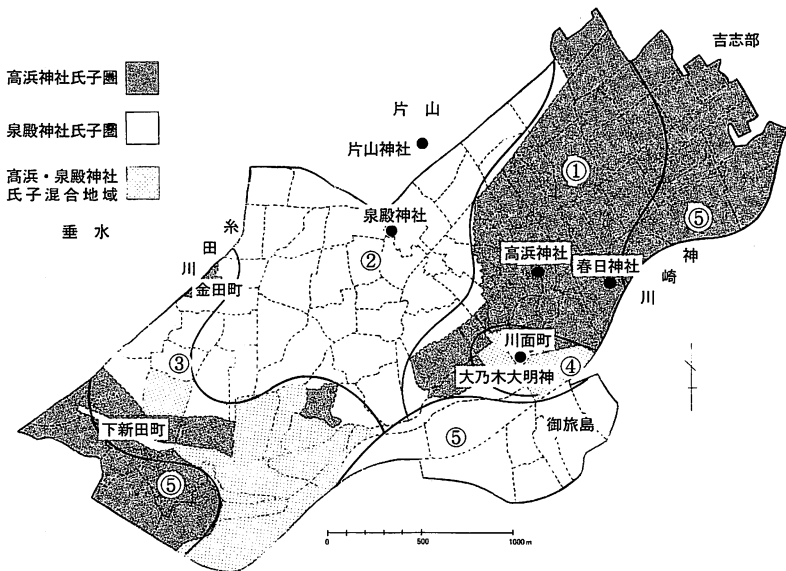 高浜神社氏子圏
泉殿神社氏子圏
高浜・泉殿神社
氏子混合地域
吉志部
片山
片山神社
垂水
糸田川
泉殿神社
金田町
①
②
③
④
⑤
⑤
⑤
高浜神社
春日神社
神崎川
川面町
大乃木大明神
御旅島
下新田町
0 500 1000m